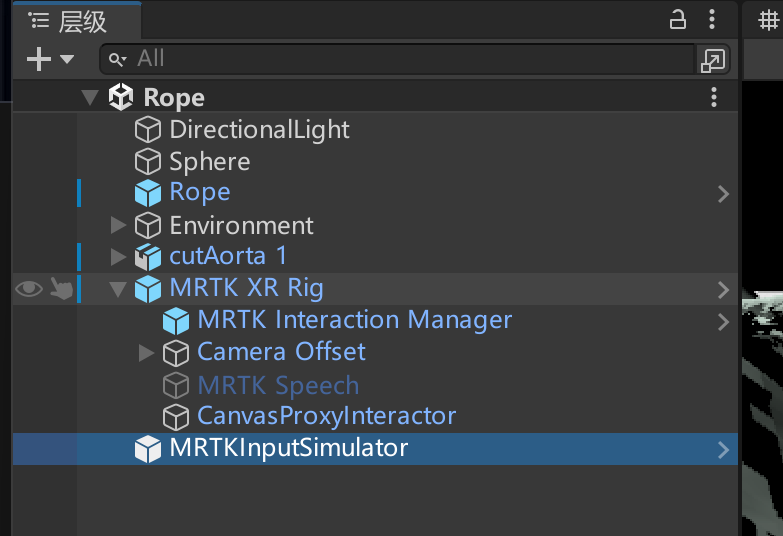 层级
All
Rope
DirectionalLight
Sphere
Rope
Environment
cutAorta 1
MRTK XR Rig
MRTK Interaction Manager
Camera Offset
MRTK Speech
CanvasProxyInteractor
MRTKInputSimulator